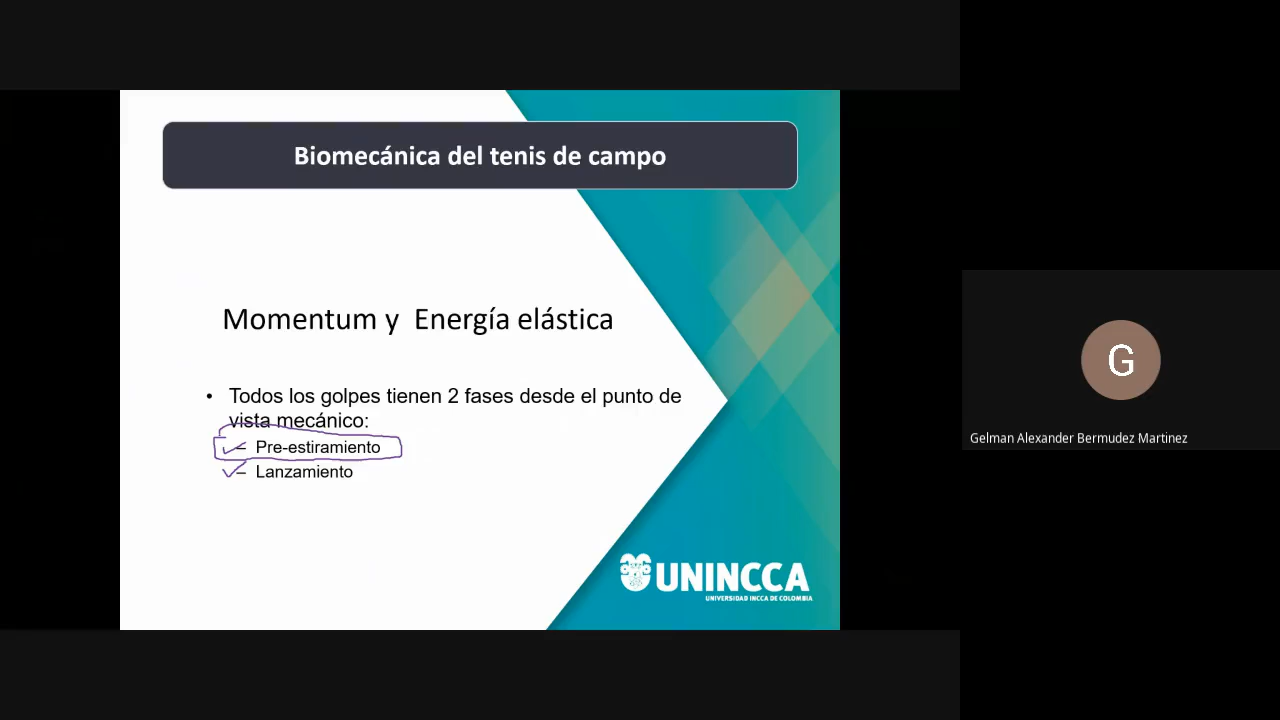 Biomecánica del tenis de campo
Momentum y Energía elástica
• Todos los golpes tienen 2 fases desde el punto de
vista mecánico:
– Pre-estiramiento
– Lanzamiento
UNINCCA
UNIVERSIDAD INCCA DE COLOMBIA
G
Gelman Alexander Bermudez Martinez